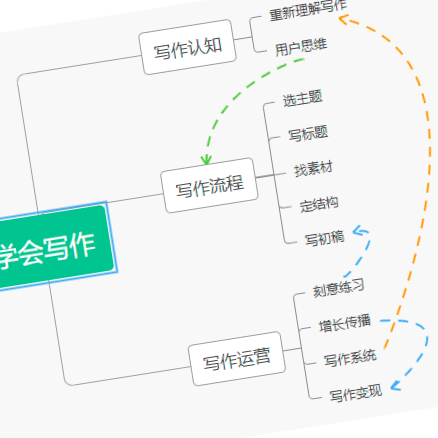 重新理解写作
写作认知
用户思维
选主题
写标题
找素材
写作流程
定结构
写初稿
学会写作
刻意练习
增长传播
写作运营
写作系统
写作变现